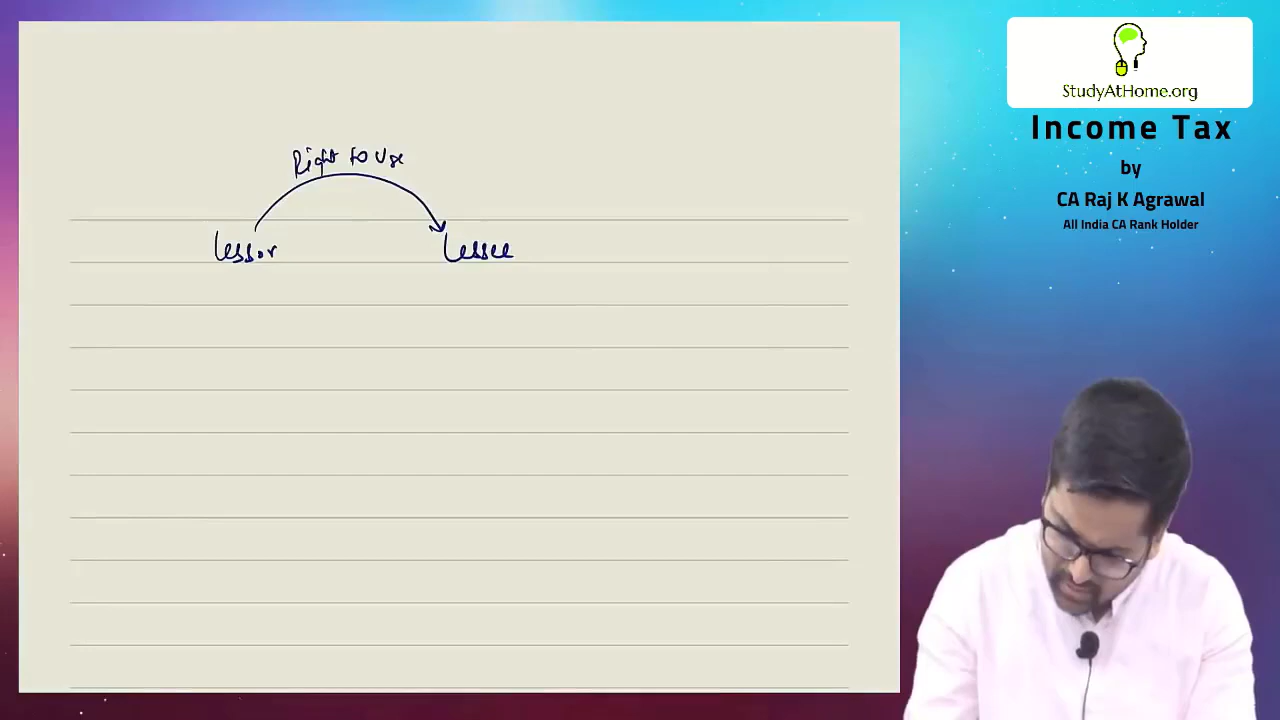 Right to Use
Lessor Lessee
StudyAtHome.org
Income Tax
by
CA Raj K Agrawal
All India CA Rank Holder